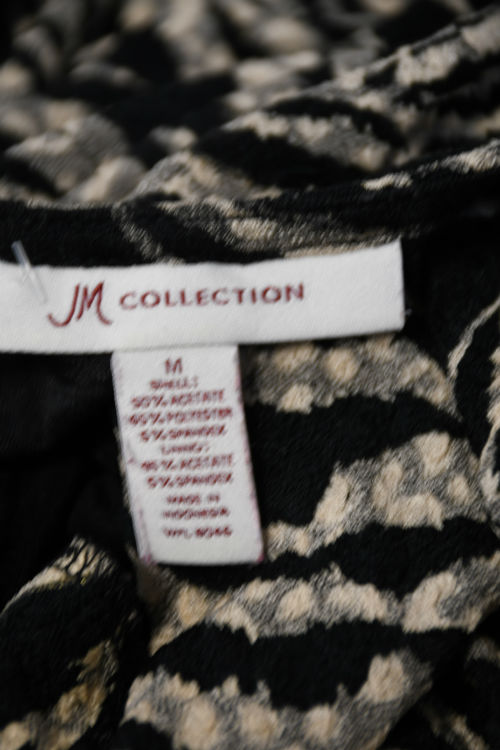 JM COLLECTION
M
SHELL:
50% ACETATE
45% POLYESTER
5% SPANDEX
LINING:
95% ACETATE
5% SPANDEX
MADE IN
INDONESIA